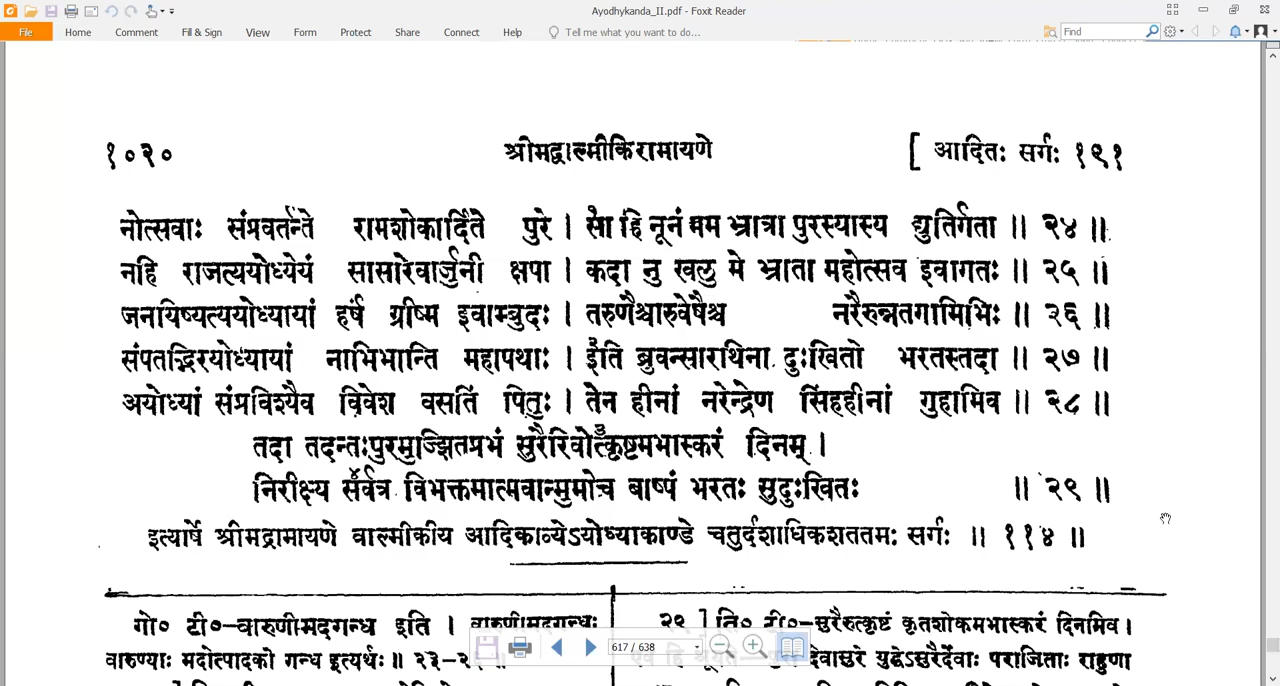 Ayodhykanda_II.pdf - Foxit Reader
File Home Comment Fill & Sign View Form Protect Share Connect Help Tell me what you want to do... Find
१०२० श्रीमद्वाल्मीकिरामायणे [ आदितः सर्गः १९१
नोत्सवाः संप्रवर्तन्ते रामशोकार्दिते पुरे । सा हि नूनं मम भ्रात्रा पुरस्यास्य द्युतिर्गता ॥ २४ ॥
नहि राजत्ययोध्येयं सासारेवार्जुनी क्षपा । कदा नु खलु मे भ्राता महोत्सव इवागतः ॥ २५ ॥
जनयिष्यत्ययोध्यायां हर्षं ग्रीष्म इवाम्बुदः । तरुणैश्चारुवेषैश्च नरैरुन्नतगामिभिः ॥ २६ ॥
संपतद्भिरयोध्यायां नाभिभान्ति महापथाः । इति ब्रुवन्सारथिना दुःखितो भरतस्तदा ॥ २७ ॥
अयोध्यां संप्रविश्यैव विवेश वसतिं पितुः । तेन हीनां नरेन्द्रेण सिंहहीनां गुहामिव ॥ २८ ॥
तदा तदन्तःपुरमुज्झितप्रभं सुरैरिवोत्कृष्टमभास्करं दिनम् ।
निरीक्ष्य सर्वत्र विभक्तमात्मवान्मुमोच बाष्पं भरतः सुदुःखितः ॥ २९ ॥
इत्यार्षे श्रीमद्रामायणे वाल्मीकीय आदिकाव्येऽयोध्याकाण्डे चतुर्दशाधिकशततमः सर्गः ॥ ११४ ॥
गो० टी०-वारुणीमदगन्ध इति । वारुणीमदगन्धः
वारुण्याः मदोत्पादको गन्ध इत्यर्थः॥ २३-
२९ ] ति० टी०-सुरैरुत्कृष्टं कृतशोकमभास्करं दिनमिव ।
देवासुरे युद्धेऽसुरैर्देवाः पराजिताः राहुणा
617 / 638